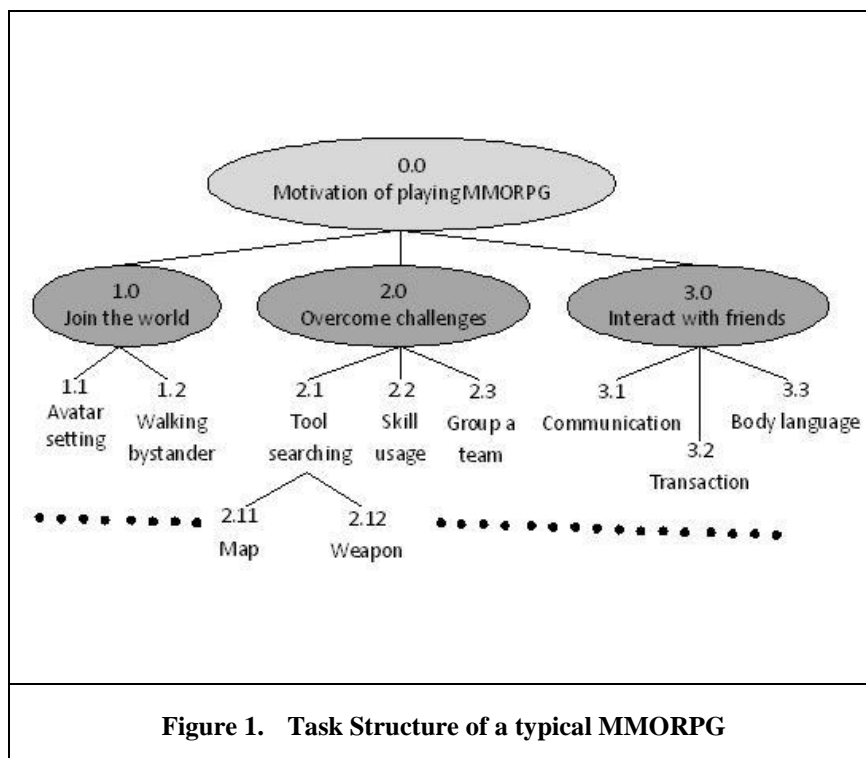 0.0
Motivation of playing MMORPG
1.0
Join the world
2.0
Overcome challenges
3.0
Interact with friends
1.1
Avatar
setting
1.2
Walking
bystander
2.1
Tool
searching
2.2
Skill
usage
2.3
Group a
team
3.1
Communication
3.2
Transaction
3.3
Body language
2.11
Map
2.12
Weapon
Figure 1. Task Structure of a typical MMORPG